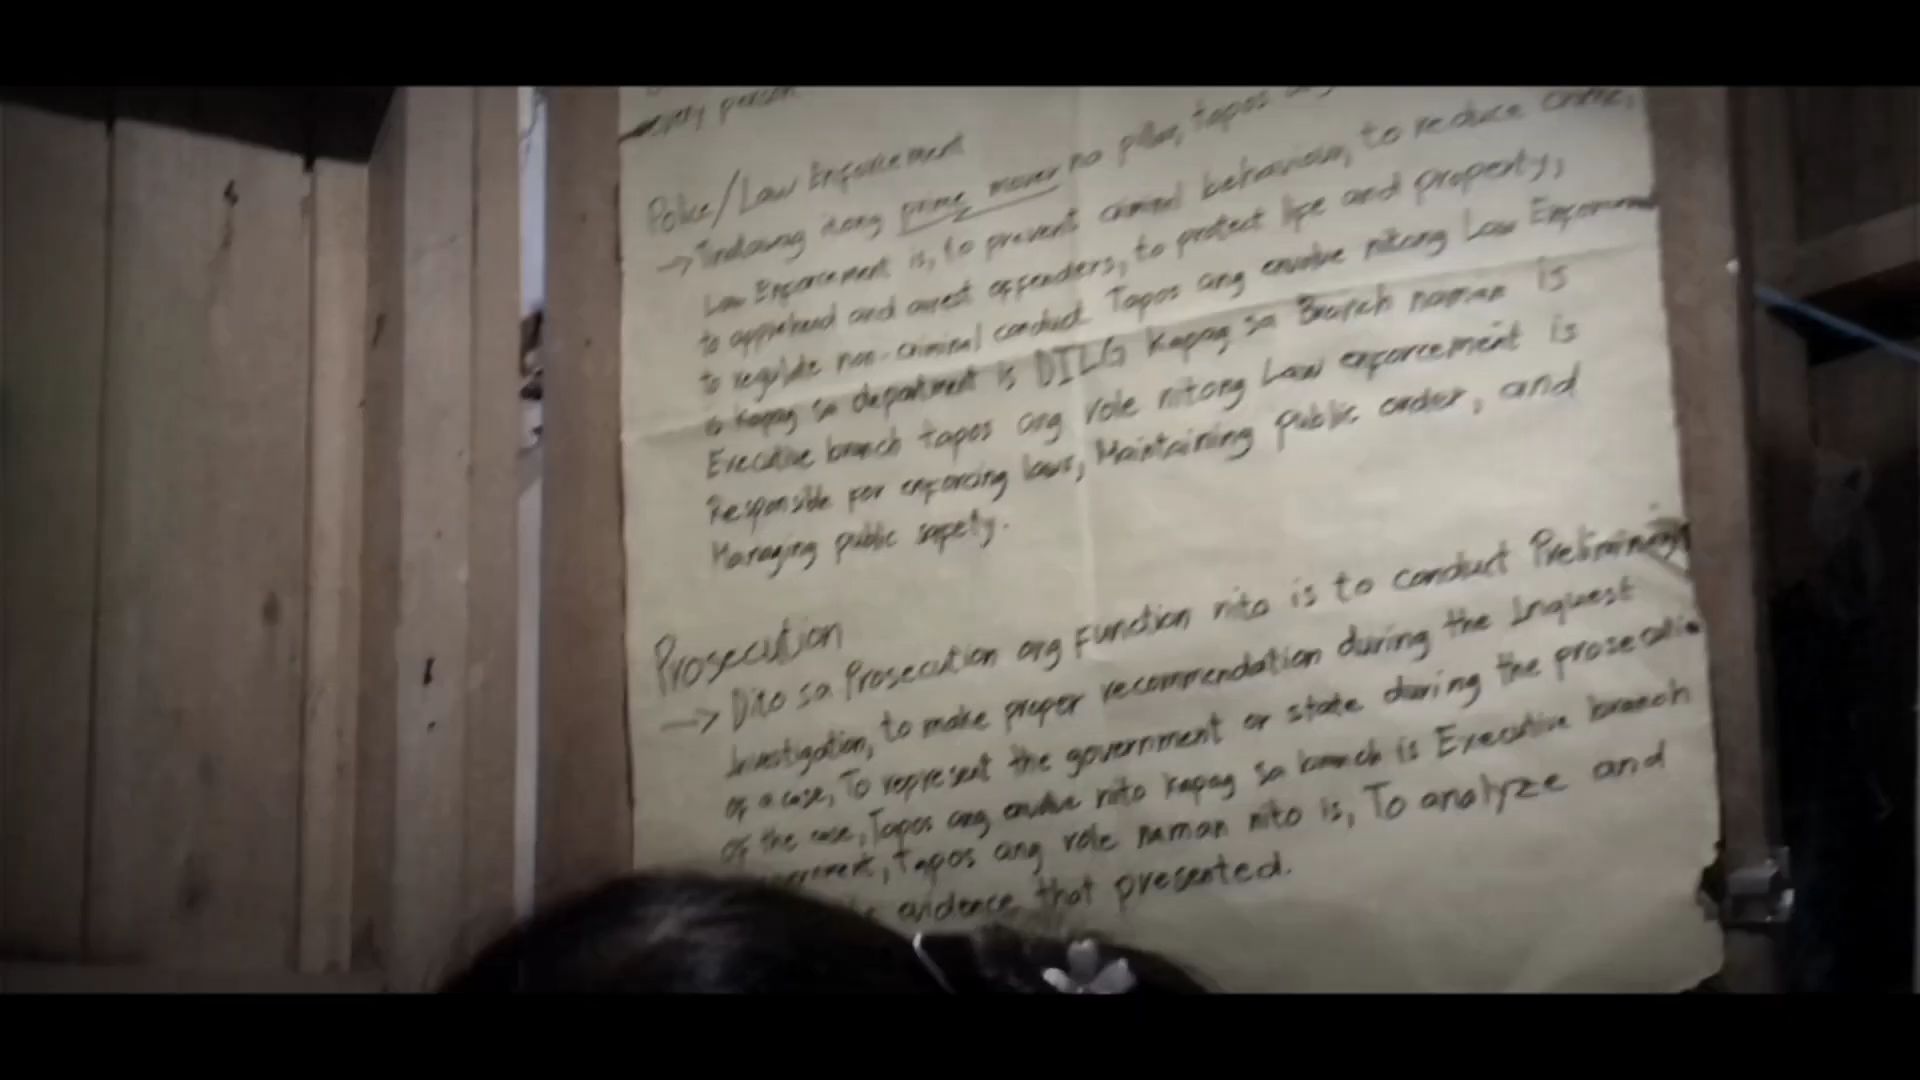 every person
Police/Law Enforcement
→ Tinatawag itong prime mover na pillar, tapos ang
Law Enforcement is, to prevent criminal behaviour, to reduce crime,
to apprehend and arrest offenders, to protect life and property,
to regulate non-criminal conduct. Tapos ang envolve nitong Law Enforcement
is kapag sa department is DILG kapag sa Branch naman is
Executive branch tapos ang role nitong Law enforcement is
Responsible for enforcing laws, Maintaining public order, and
Managing public safety.
Prosecution
→ Dito sa Prosecution ang Function nito is to conduct
Investigation, to make proper recommendation during the Inquest
of a case, To represent the government or state during the
of the case, Tapos ang envolve nito kapag sa branch is Executive branch
Tapos ang role naman nito is, To analyze and
evidence that presented.